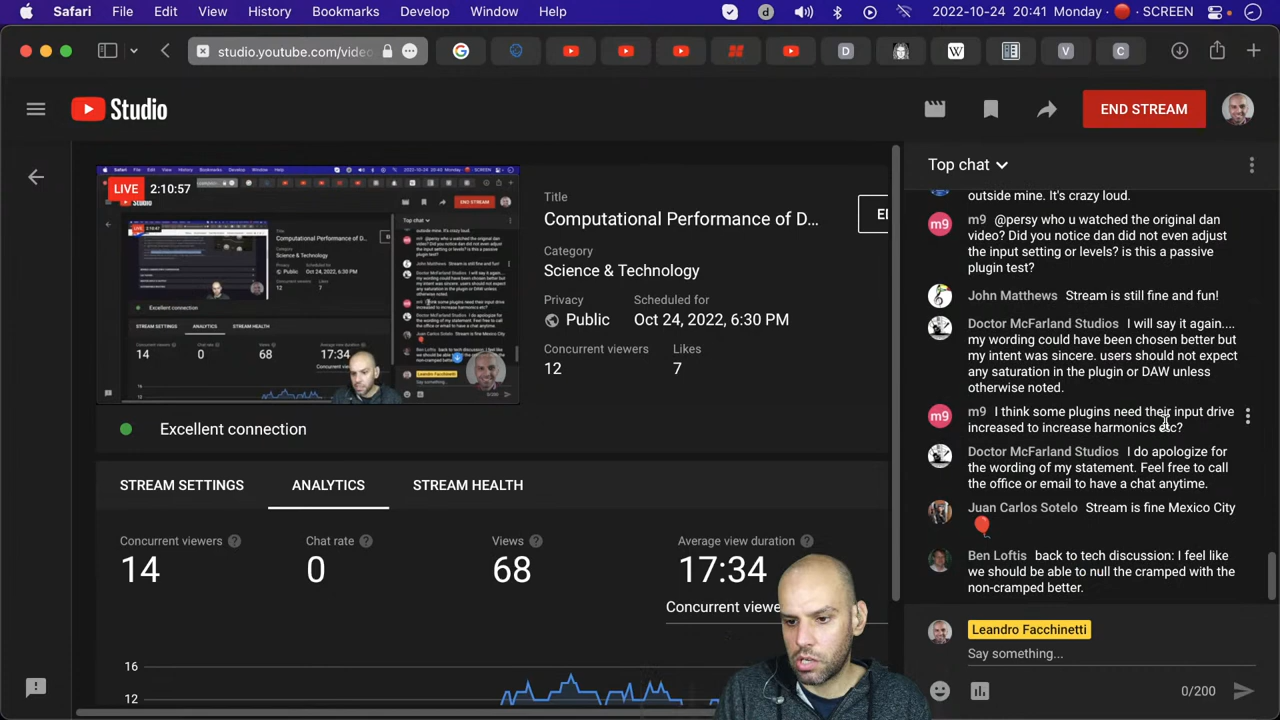 Safari File Edit View History Bookmarks Develop Window Help 2022-10-24 20:41 Monday SCREEN
studio.youtube.com/video
Studio
END STREAM
LIVE 2:10:57
Title
Computational Performance of D...
Category
Science & Technology
Privacy Scheduled for
Public Oct 24, 2022, 6:30 PM
Concurrent viewers Likes
12 7
Excellent connection
STREAM SETTINGS ANALYTICS STREAM HEALTH
Concurrent viewers Chat rate Views Average view duration
14 0 68 17:34
Concurrent viewe
16
12
Top chat
outside mine. It's crazy loud.
m9 @persy who u watched the original dan
video? Did you notice dan not even adjust
the input setting or levels? is this a passive
plugin test?
John Matthews Stream is still fine and fun!
Doctor McFarland Studios I will say it again....
my wording could have been chosen better but
my intent was sincere. users should not expect
any saturation in the plugin or DAW unless
otherwise noted.
m9 I think some plugins need their input drive
increased to increase harmonics etc?
Doctor McFarland Studios I do apologize for
the wording of my statement. Feel free to call
the office or email to have a chat anytime.
Juan Carlos Sotelo Stream is fine Mexico City
Ben Loftis back to tech discussion: I feel like
we should be able to null the cramped with the
non-cramped better.
Leandro Facchinetti
Say something...
0/200